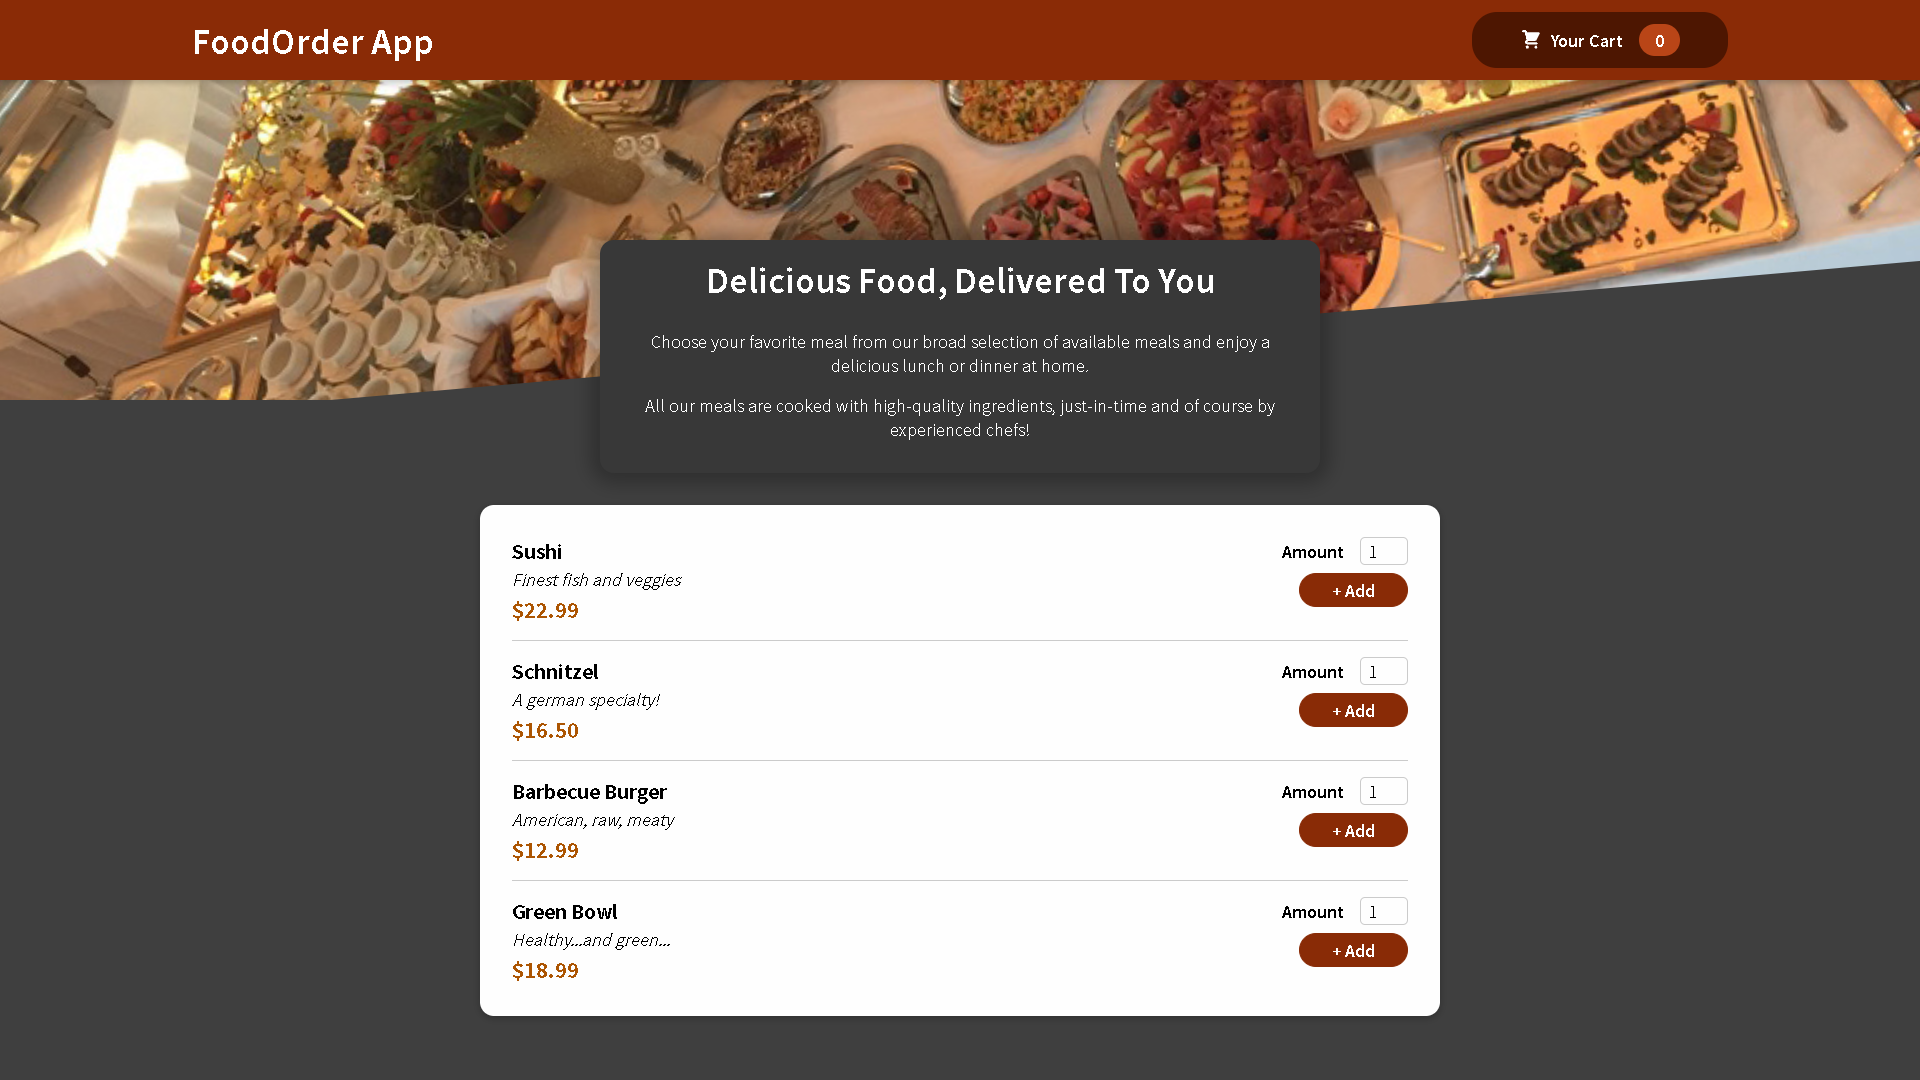 FoodOrder App
Your Cart 0
Delicious Food, Delivered To You
Choose your favorite meal from our broad selection of available meals and enjoy a
delicious lunch or dinner at home.
All our meals are cooked with high-quality ingredients, just-in-time and of course by
experienced chefs!
Sushi
Amount 1
Finest fish and veggies
+ Add
$22.99
Schnitzel
Amount 1
A german specialty!
+ Add
$16.50
Barbecue Burger
Amount 1
American, raw, meaty
+ Add
$12.99
Green Bowl
Amount 1
Healthy...and green...
+ Add
$18.99